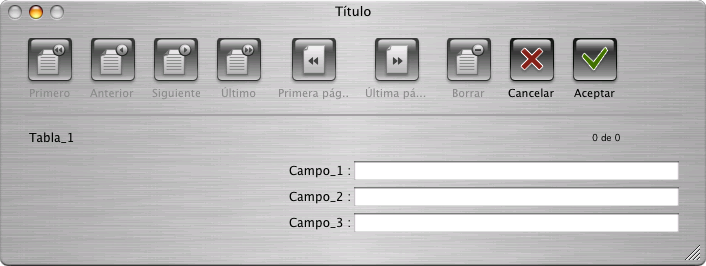 Título
Primero Anterior Siguiente Último Primera pág.. Última pá... Borrar Cancelar Aceptar
Tabla_1 0 de 0
Campo_1 :
Campo_2 :
Campo_3 :